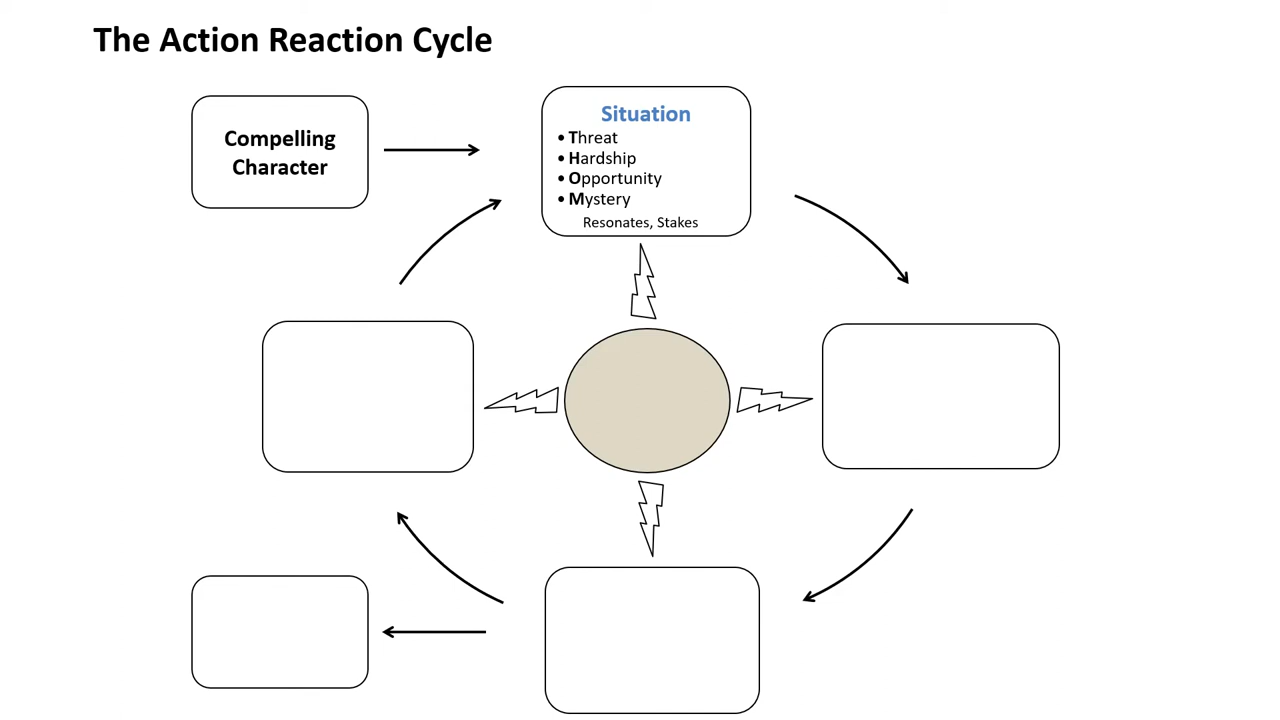 The Action Reaction Cycle
Compelling
Character
Situation
• Threat
• Hardship
• Opportunity
• Mystery
Resonates, Stakes